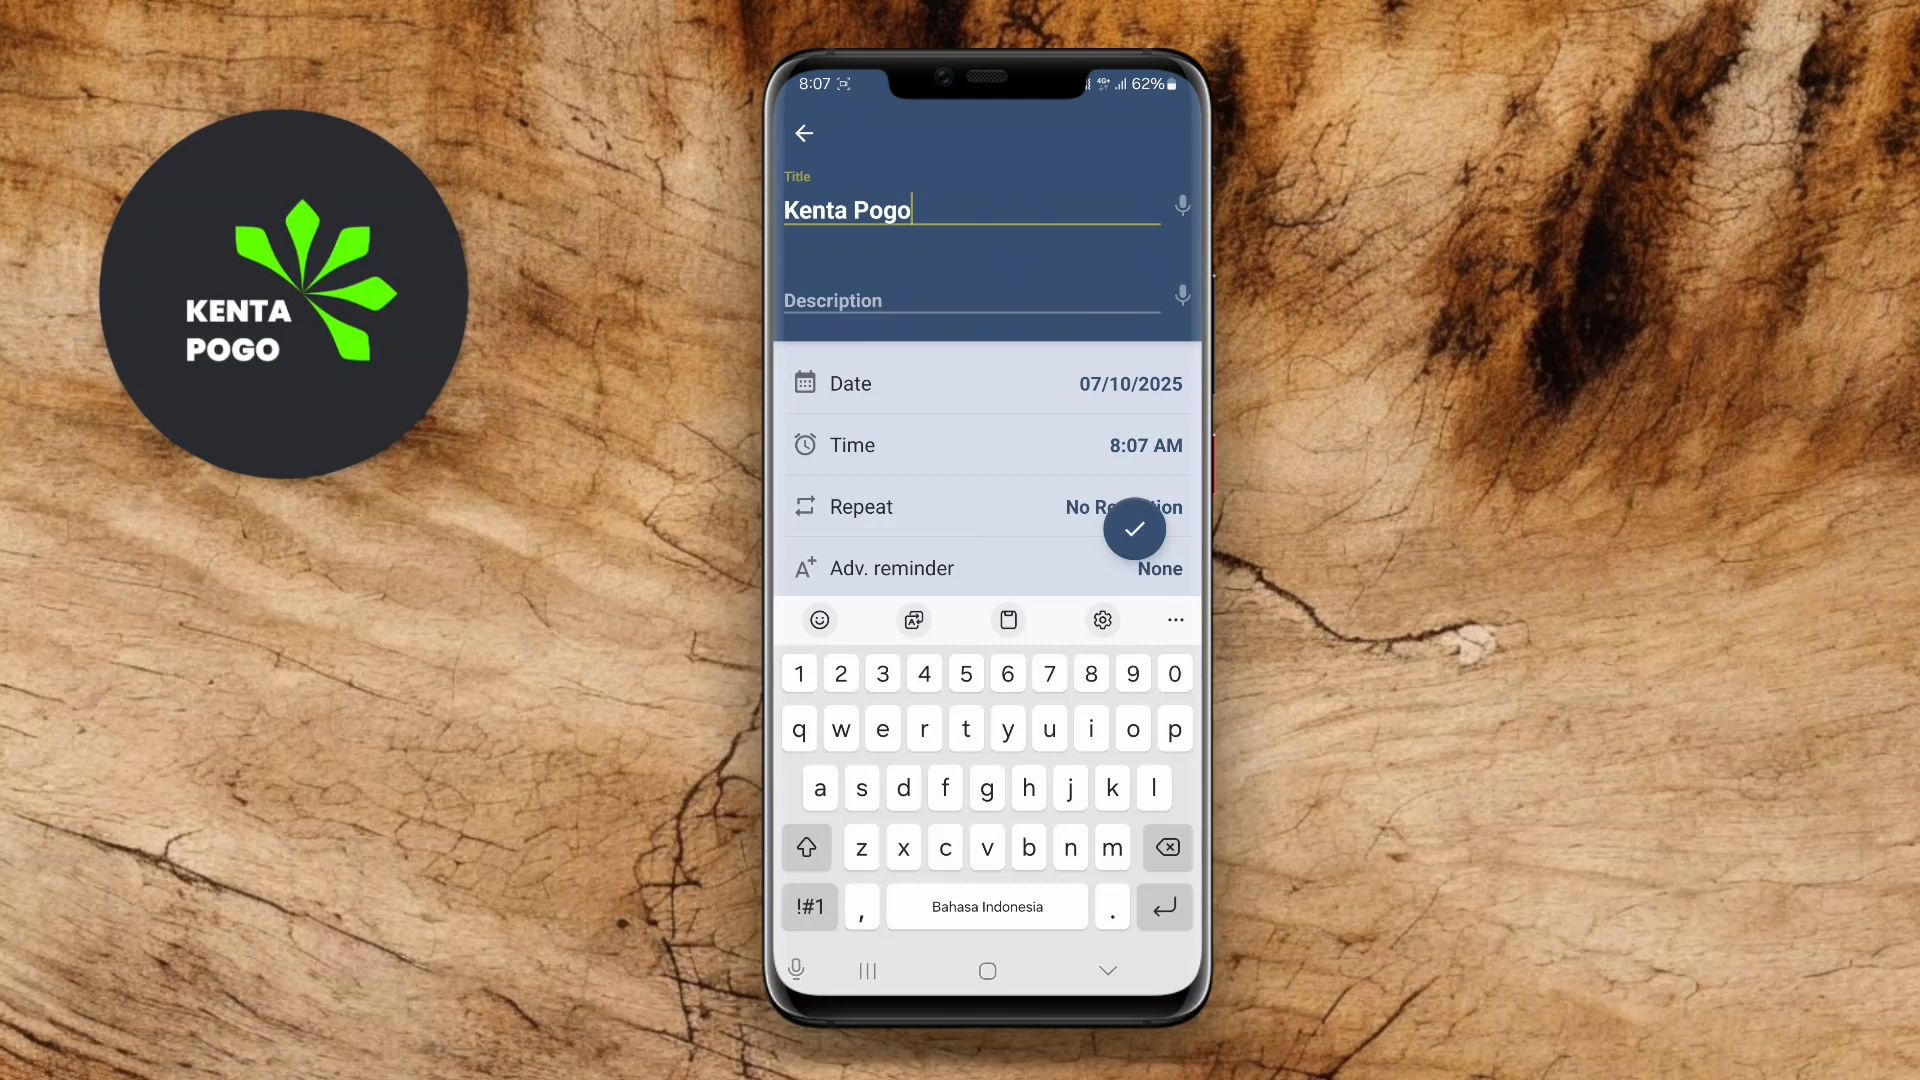 KENTA
POGO
8:07 4G+ 62%
Title
Kenta Pogo
Description
Date 07/10/2025
Time 8:07 AM
Repeat No
Adv. reminder None
1 2 3 4 5 6 7 8 9 0
q w e r t y u i o p
a s d f g h j k l
z x c v b n m
!#1 , Bahasa Indonesia .